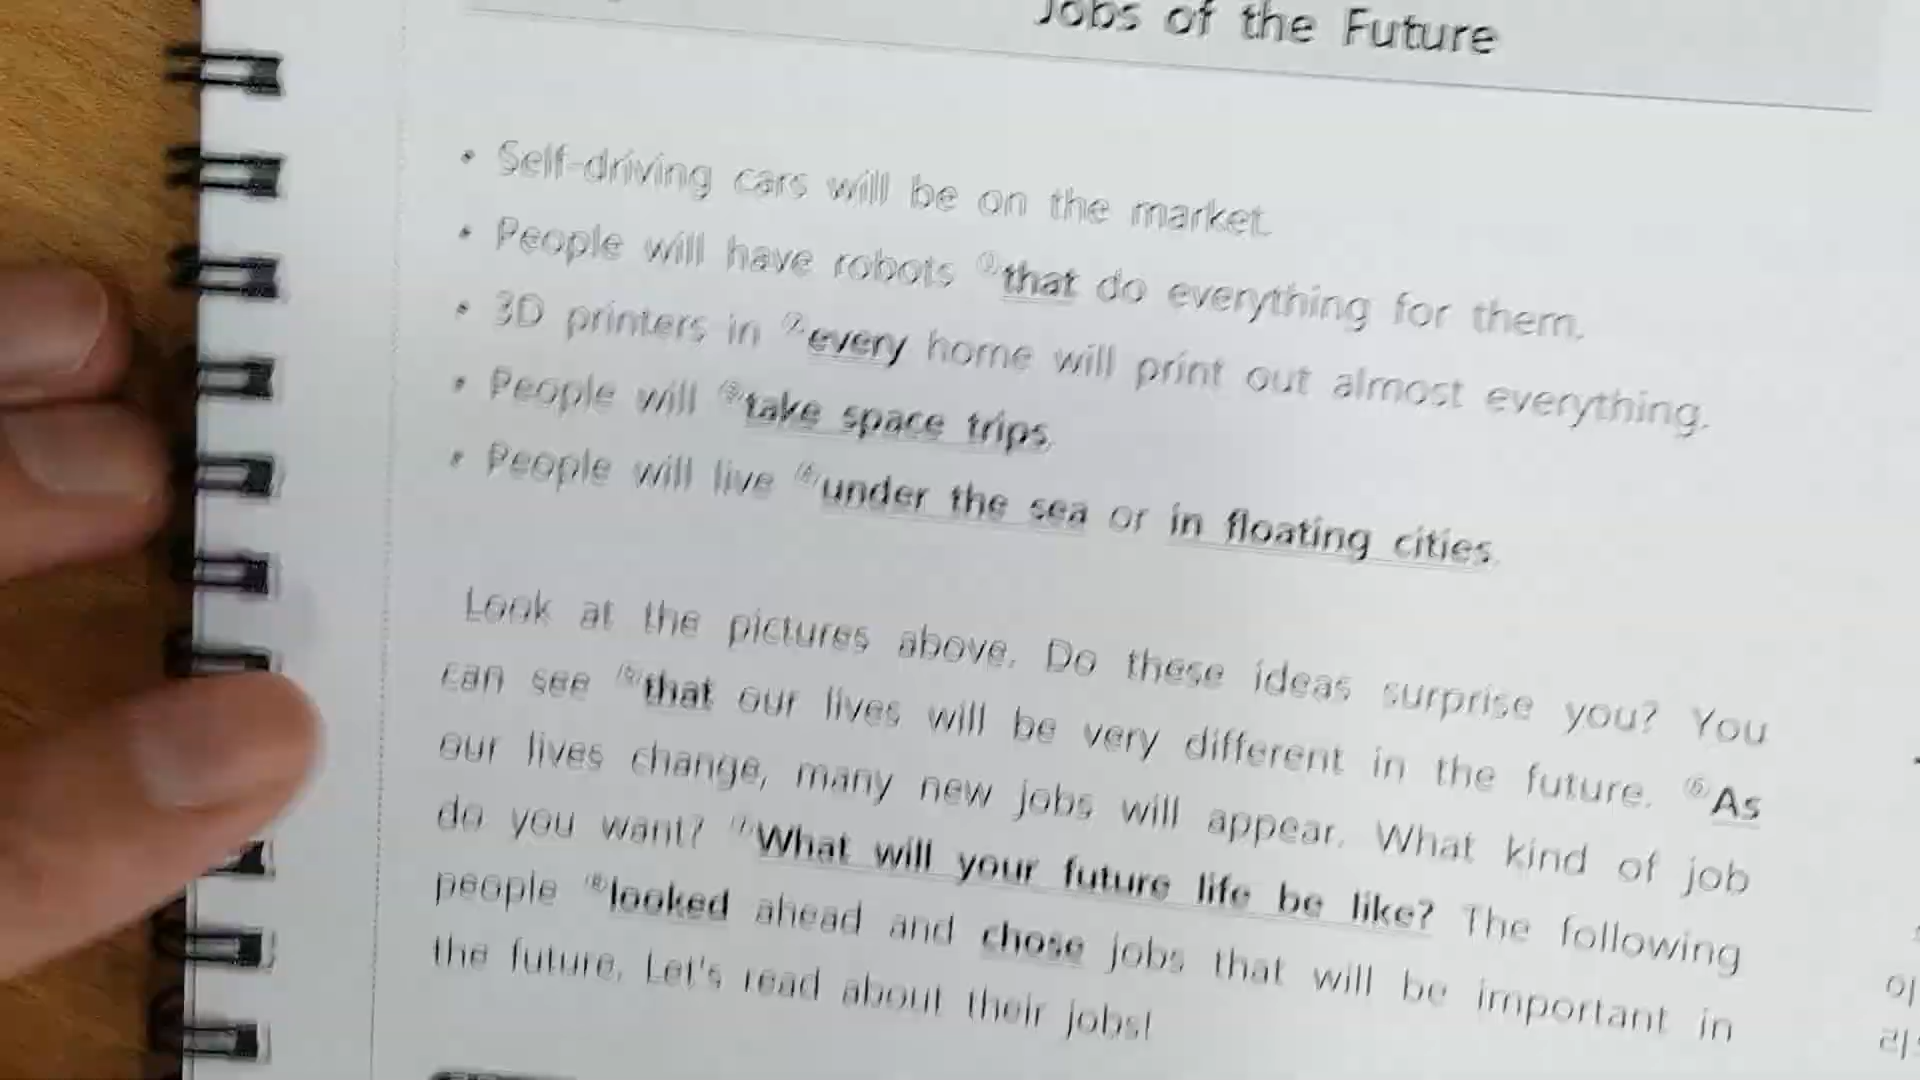 Jobs of the Future
• Self-driving cars will be on the market.
• People will have robots ①that do everything for them.
• 3D printers in ②every home will print out almost everything.
• People will ③take space trips.
• People will live ④under the sea or in floating cities.
Look at the pictures above. Do these ideas surprise you? You
can see ⑤that our lives will be very different in the future. ⑥As
our lives change, many new jobs will appear. What kind of job
do you want? ⑦What will your future life be like? The following
people ⑧looked ahead and chose jobs that will be important in
the future. Let's read about their jobs!